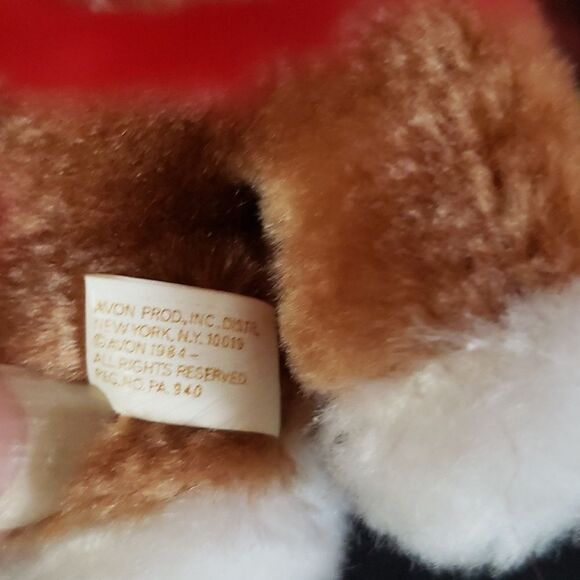 AVON PROD., INC. DISTR.
NEW YORK, N.Y. 10019
© AVON 1984 –
ALL RIGHTS RESERVED
REG. NO. PA. 940